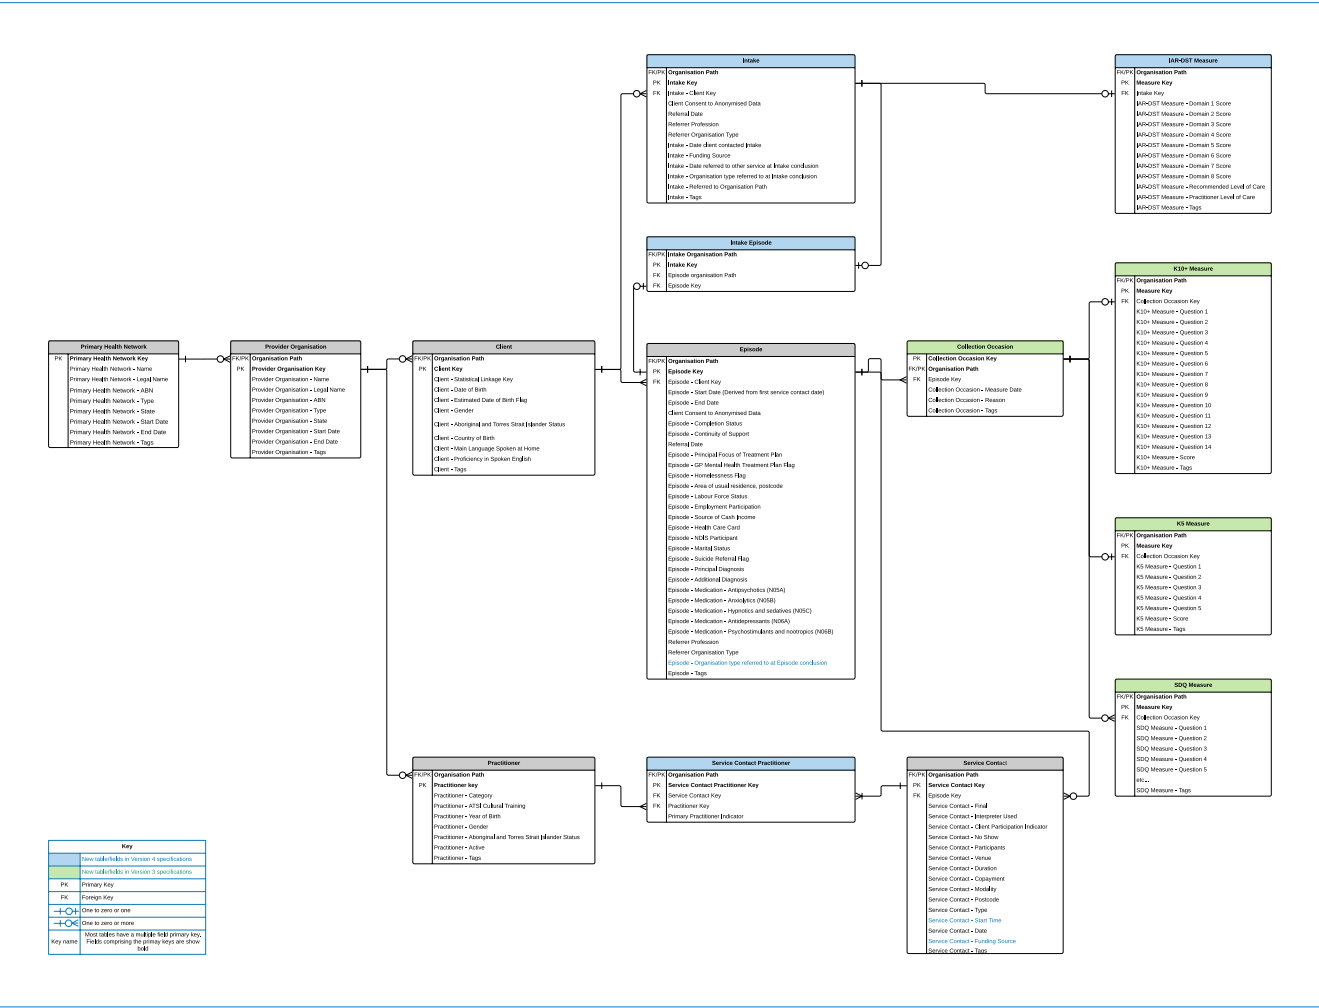 Intake
FK/PK Organisation Path
PK Intake Key
FK Intake - Client Key
Client Consent to Anonymised Data
Referral Date
Referrer Profession
Referrer Organisation Type
Intake - Date client contacted Intake
Intake - Funding Source
Intake - Date referred to other service at Intake conclusion
Intake - Organisation type referred to at Intake conclusion
Intake - Referred to Organisation Path
Intake - Tags
IAR-DST Measure
FK/PK Organisation Path
PK Measure Key
FK Intake Key
IAR-DST Measure - Domain 1 Score
IAR-DST Measure - Domain 2 Score
IAR-DST Measure - Domain 3 Score
IAR-DST Measure - Domain 4 Score
IAR-DST Measure - Domain 5 Score
IAR-DST Measure - Domain 6 Score
IAR-DST Measure - Domain 7 Score
IAR-DST Measure - Domain 8 Score
IAR-DST Measure - Recommended Level of Care
IAR-DST Measure - Practitioner Level of Care
IAR-DST Measure - Tags
Intake Episode
FK/PK Intake Organisation Path
PK Intake Key
FK Episode organisation Path
FK Episode Key
K10+ Measure
FK/PK Organisation Path
PK Measure Key
FK Collection Occasion Key
K10+ Measure - Question 1
K10+ Measure - Question 2
K10+ Measure - Question 3
K10+ Measure - Question 4
K10+ Measure - Question 5
K10+ Measure - Question 6
K10+ Measure - Question 7
K10+ Measure - Question 8
K10+ Measure - Question 9
K10+ Measure - Question 10
K10+ Measure - Question 11
K10+ Measure - Question 12
K10+ Measure - Question 13
K10+ Measure - Question 14
K10+ Measure - Score
K10+ Measure - Tags
Primary Health Network
PK Primary Health Network Key
Primary Health Network - Name
Primary Health Network - Legal Name
Primary Health Network - ABN
Primary Health Network - Type
Primary Health Network - State
Primary Health Network - Start Date
Primary Health Network - End Date
Primary Health Network - Tags
Provider Organisation
FK/PK Organisation Path
PK Provider Organisation Key
Provider Organisation - Name
Provider Organisation - Legal Name
Provider Organisation - ABN
Provider Organisation - Type
Provider Organisation - State
Provider Organisation - Start Date
Provider Organisation - End Date
Provider Organisation - Tags
Client
FK/PK Organisation Path
PK Client Key
Client - Statistical Linkage Key
Client - Date of Birth
Client - Estimated Date of Birth Flag
Client - Gender
Client - Aboriginal and Torres Strait Islander Status
Client - Country of Birth
Client - Main Language Spoken at Home
Client - Proficiency in Spoken English
Client - Tags
Episode
FK/PK Organisation Path
PK Episode Key
FK Episode - Client Key
Episode - Start Date (Derived from first service contact date)
Episode - End Date
Client Consent to Anonymised Data
Episode - Completion Status
Episode - Continuity of Support
Referral Date
Episode - Principal Focus of Treatment Plan
Episode - GP Mental Health Treatment Plan Flag
Episode - Homelessness Flag
Episode - Area of usual residence, postcode
Episode - Labour Force Status
Episode - Employment Participation
Episode - Source of Cash Income
Episode - Health Care Card
Episode - NDIS Participant
Episode - Marital Status
Episode - Suicide Referral Flag
Episode - Principal Diagnosis
Episode - Additional Diagnosis
Episode - Medication - Antipsychotics (N05A)
Episode - Medication - Anxiolytics (N05B)
Episode - Medication - Hypnotics and sedatives (N05C)
Episode - Medication - Antidepressants (N06A)
Episode - Medication - Psychostimulants and nootropics (N06B)
Referrer Profession
Referrer Organisation Type
Episode - Organisation type referred to at Episode conclusion
Episode - Tags
Collection Occasion
PK Collection Occasion Key
FK/PK Organisation Path
FK Episode Key
Collection Occasion - Measure Date
Collection Occasion - Reason
Collection Occasion - Tags
K5 Measure
FK/PK Organisation Path
PK Measure Key
FK Collection Occasion Key
K5 Measure - Question 1
K5 Measure - Question 2
K5 Measure - Question 3
K5 Measure - Question 4
K5 Measure - Question 5
K5 Measure - Score
K5 Measure - Tags
SDQ Measure
FK/PK Organisation Path
PK Measure Key
FK Collection Occasion Key
SDQ Measure - Question 1
SDQ Measure - Question 2
SDQ Measure - Question 3
SDQ Measure - Question 4
SDQ Measure - Question 5
etc...
SDQ Measure - Tags
Practitioner
FK/PK Organisation Path
PK Practitioner key
Practitioner - Category
Practitioner - ATSI Cultural Training
Practitioner - Year of Birth
Practitioner - Gender
Practitioner - Aboriginal and Torres Strait Islander Status
Practitioner - Active
Practitioner - Tags
Service Contact Practitioner
FK/PK Organisation Path
PK Service Contact Practitioner Key
FK Service Contact Key
FK Practitioner Key
Primary Practitioner Indicator
Service Contact
FK/PK Organisation Path
PK Service Contact Key
FK Episode Key
Service Contact - Final
Service Contact - Interpreter Used
Service Contact - Client Participation Indicator
Service Contact - No Show
Service Contact - Participants
Service Contact - Venue
Service Contact - Duration
Service Contact - Copayment
Service Contact - Modality
Service Contact - Postcode
Service Contact - Type
Service Contact - Start Time
Service Contact - Date
Service Contact - Funding Source
Service Contact - Tags
Key
New table/fields in Version 4 specifications
New table/fields in Version 3 specifications
PK Primary Key
FK Foreign Key
One to zero or one
One to zero or more
Key name Most tables have a multiple field primary key.
Fields comprising the primay keys are show
bold